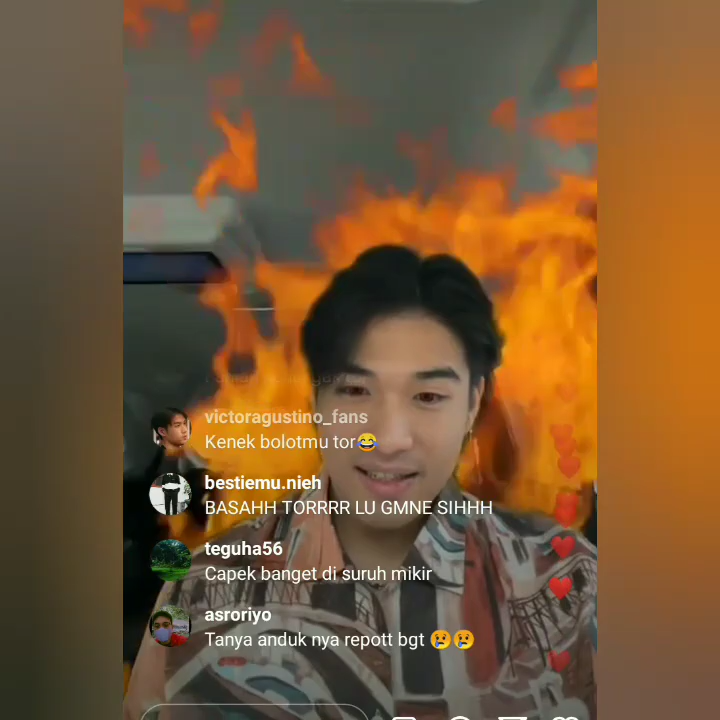 victoragustino_fans
Kenek bolotmu tor😂
bestiemu.nieh
BASAHH TORRRR LU GMNE SIHHH
teguha56
Capek banget di suruh mikir
asroriyo
Tanya anduk nya repott bgt 😢😢